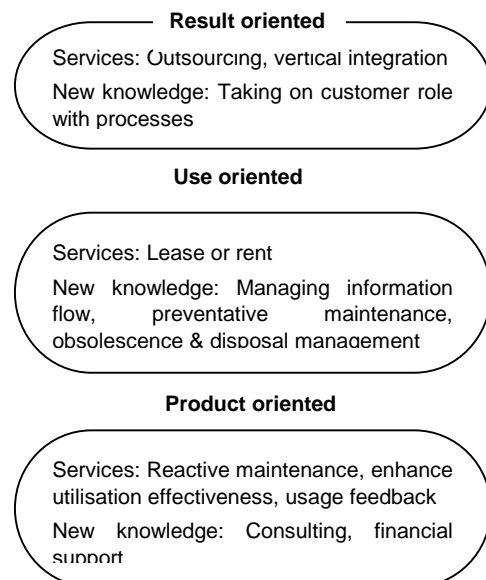 Result oriented
Services: Outsourcing, vertical integration
New knowledge: Taking on customer role
with processes
Use oriented
Services: Lease or rent
New knowledge: Managing information
flow, preventative maintenance,
obsolescence & disposal management
Product oriented
Services: Reactive maintenance, enhance
utilisation effectiveness, usage feedback
New knowledge: Consulting, financial
support